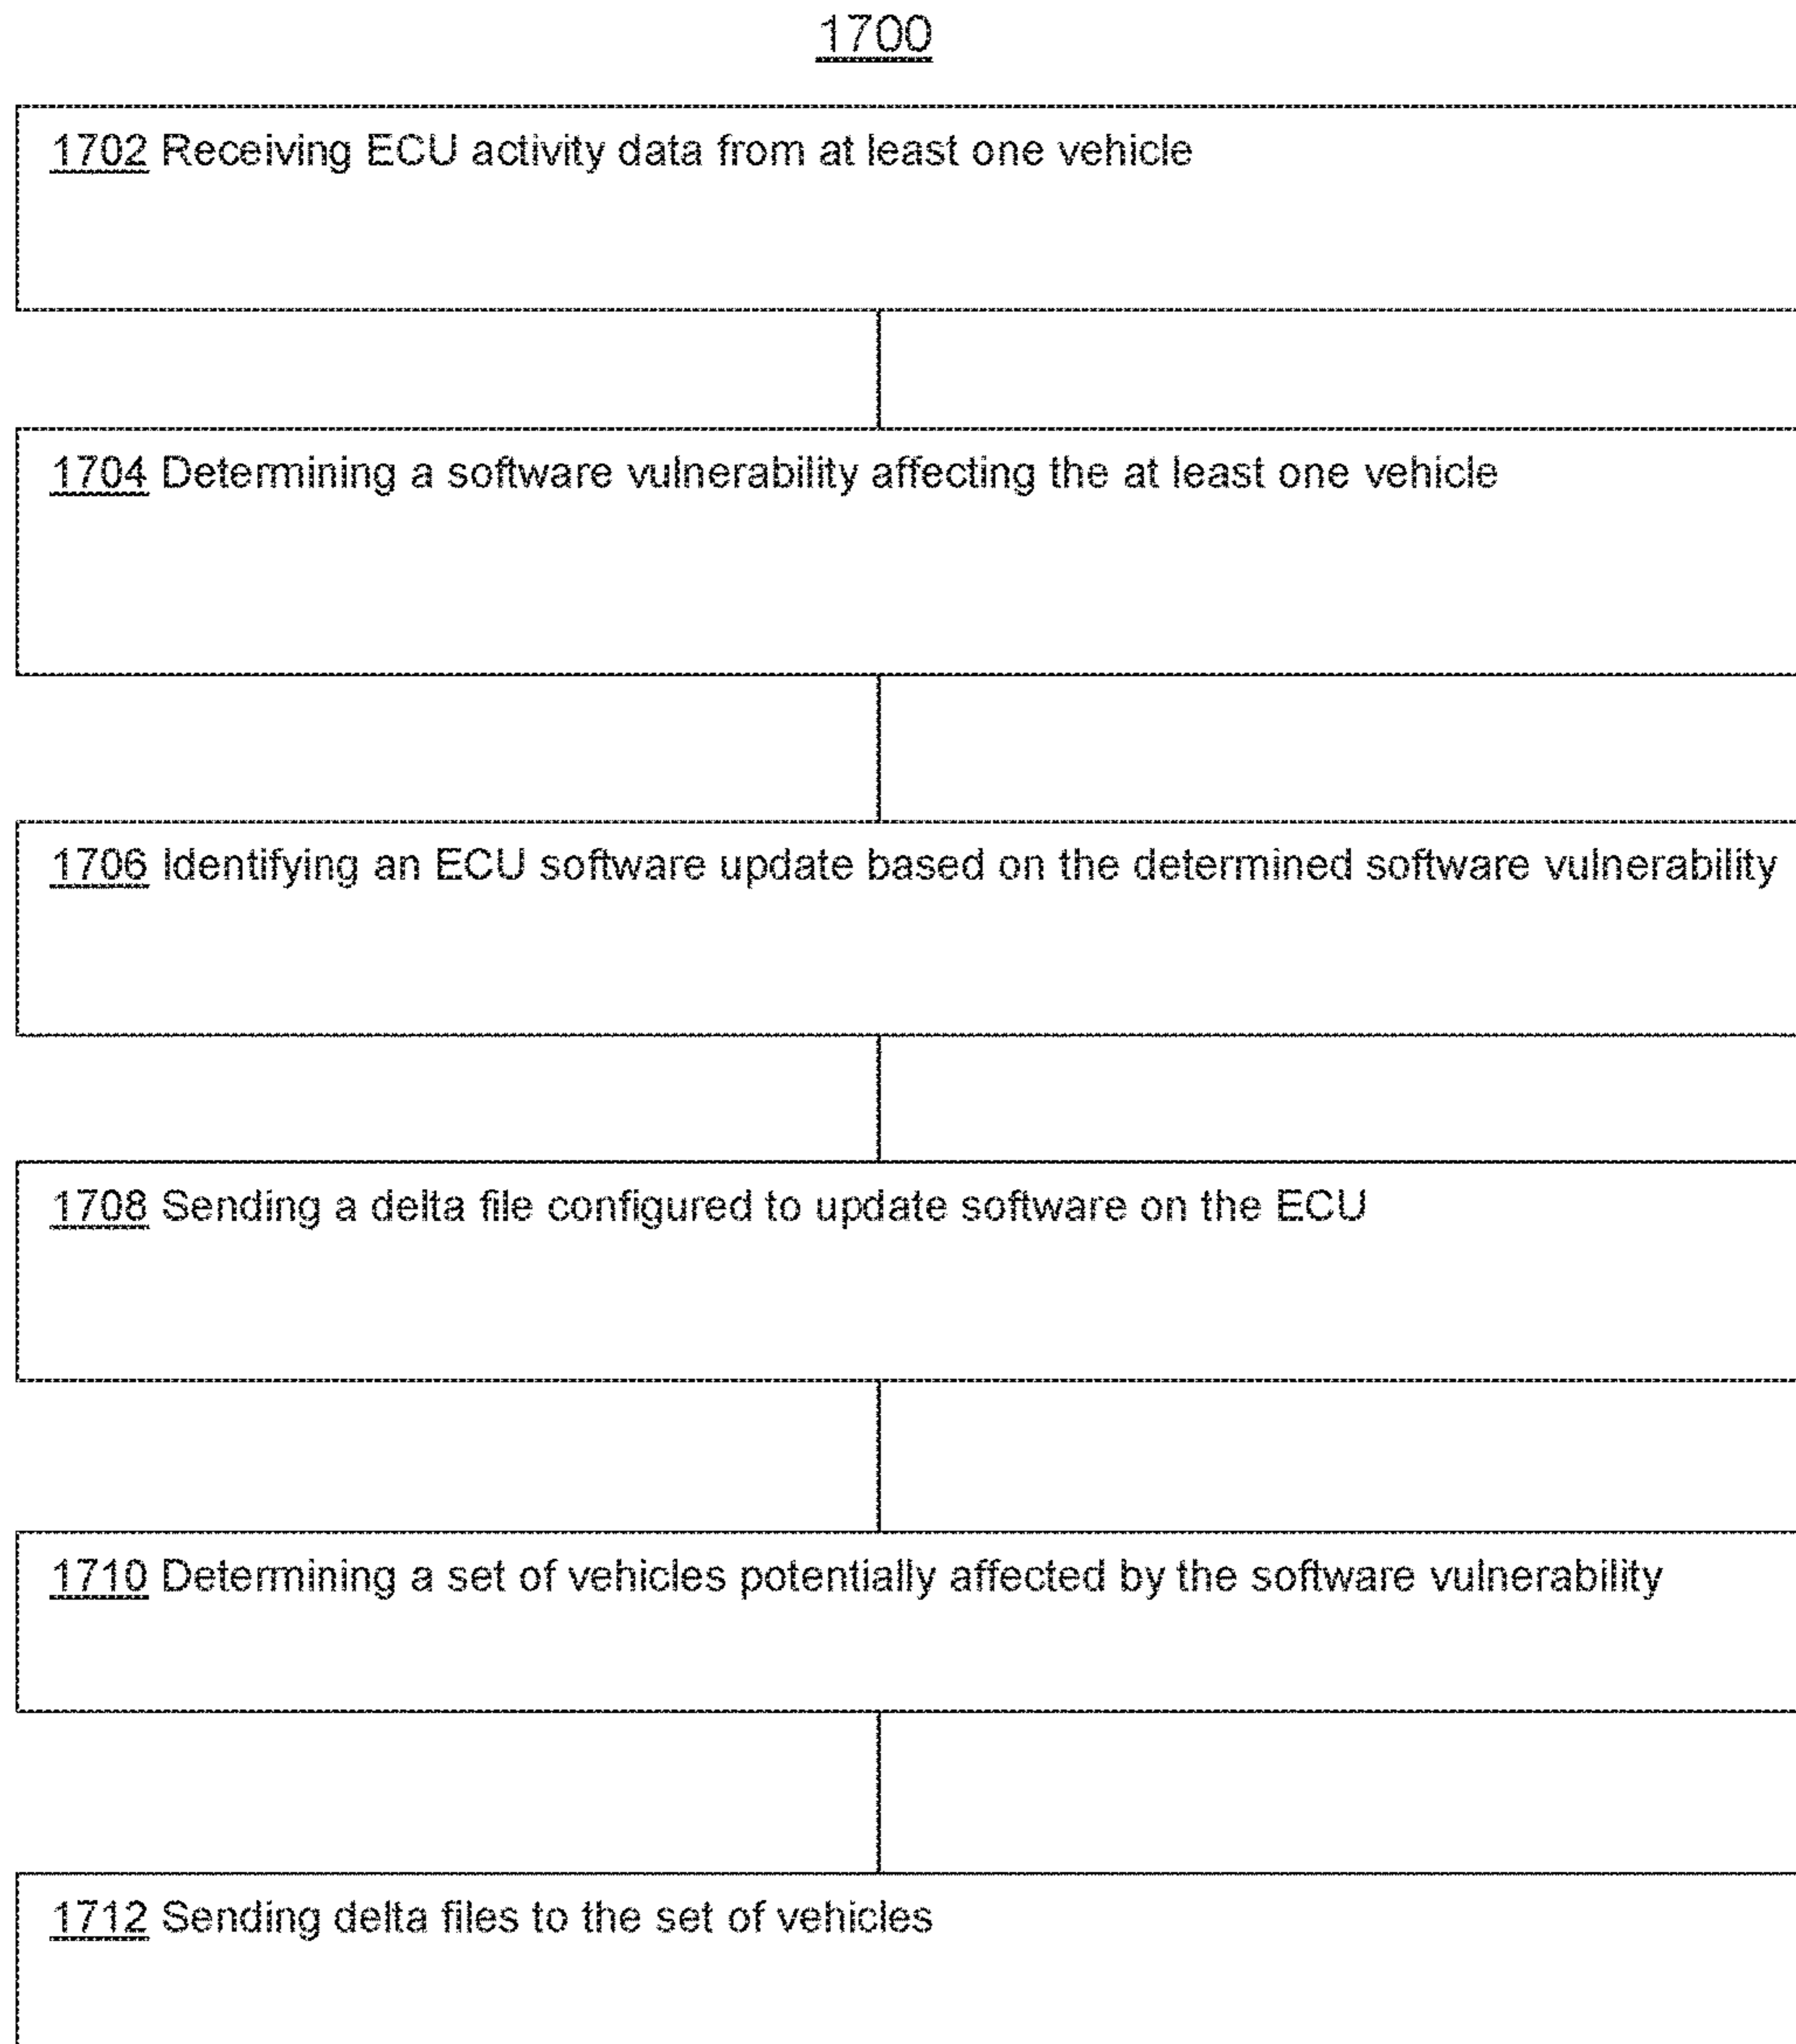 1700
1702 Receiving ECU activity data from at least one vehicle
1704 Determining a software vulnerability affecting the at least one vehicle
1706 Identifying an ECU software update based on the determined software vulnerability
1708 Sending a delta file configured to update software on the ECU
1710 Determining a set of vehicles potentially affected by the software vulnerability
1712 Sending delta files to the set of vehicles